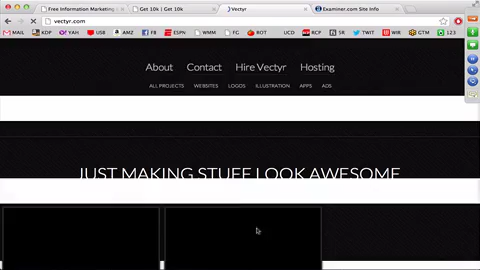 Free Information Marketing
Get 10k | Get 10k
Vectyr
Examiner.com Site Info
vectyr.com
MAIL
KDP
Y!
USB
AMZ
FB
ESPN
WMM
FG
ROT
UCD
RCP
SR
TWIT
WIR
GTM
123
About
Contact
Hire Vectyr
Hosting
ALL PROJECTS
WEBSITES
LOGOS
ILLUSTRATION
APPS
ADS
JUST MAKING STUFF LOOK AWESOME